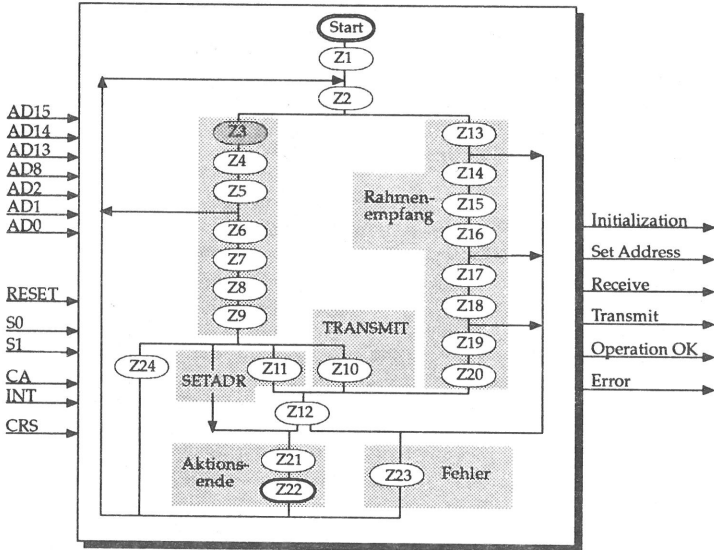 Start
Z1
Z2
AD15
AD14
AD13
AD8
AD2
AD1
AD0
RESET
S0
S1
CA
INT
CRS
Z3
Z4
Z5
Z6
Z7
Z8
Z9
Z13
Z14
Rahmen-
empfang
Z15
Z16
Z17
Z18
Z19
Z20
TRANSMIT
Z24
SETADR
Z11
Z10
Z12
Aktions-
ende
Z21
Z22
Z23
Fehler
Initialization
Set Address
Receive
Transmit
Operation OK
Error